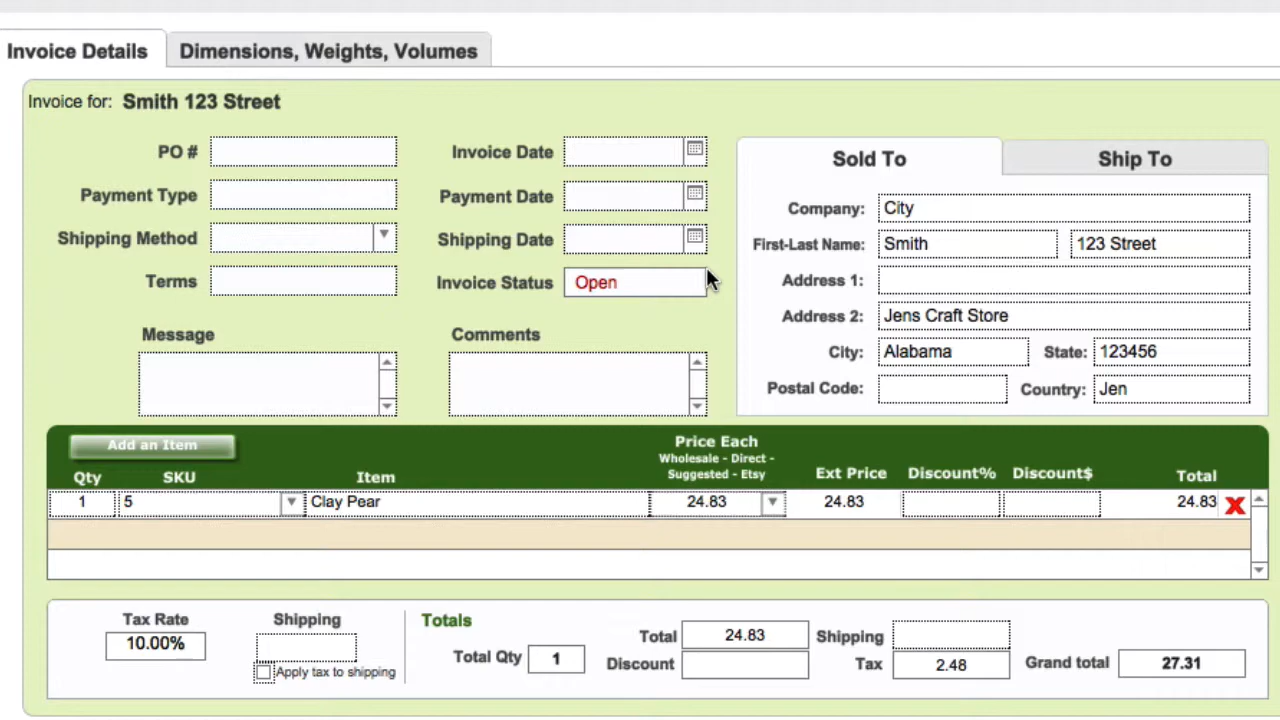 Invoice Details
Dimensions, Weights, Volumes
Invoice for: Smith 123 Street
PO #
Payment Type
Shipping Method
Terms
Invoice Date
Payment Date
Shipping Date
Invoice Status Open
Message
Comments
Sold To
Ship To
Company: City
First-Last Name: Smith 123 Street
Address 1:
Address 2: Jens Craft Store
City: Alabama State: 123456
Postal Code: Country: Jen
Add an Item
Qty SKU Item Price Each Wholesale - Direct - Suggested - Etsy Ext Price Discount% Discount$ Total
1 5 Clay Pear 24.83 24.83 24.83 X
Tax Rate
10.00%
Shipping
Apply tax to shipping
Totals
Total Qty 1
Total 24.83
Discount
Shipping
Tax 2.48
Grand total 27.31